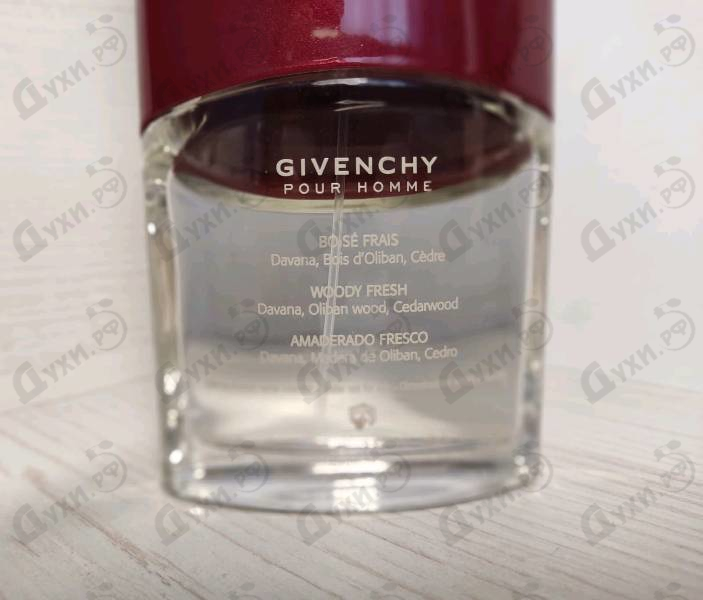 GIVENCHY
POUR HOMME
BOISÉ FRAIS
Davana, Bois d'Oliban, Cèdre
WOODY FRESH
Davana, Oliban wood, Cedarwood
AMADERADO FRESCO
Davana, Madera de Oliban, Cedro
Духи.рф